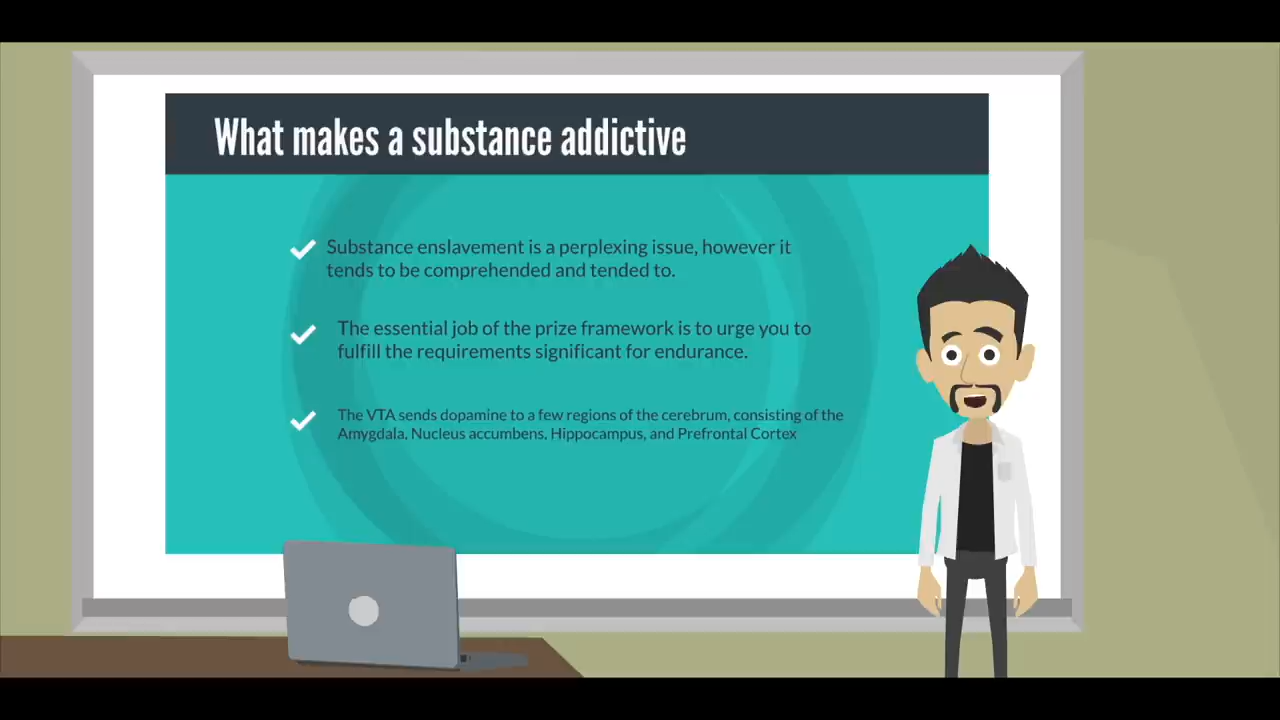 What makes a substance addictive
Substance enslavement is a perplexing issue, however it
tends to be comprehended and tended to.
The essential job of the prize framework is to urge you to
fulfill the requirements significant for endurance.
The VTA sends dopamine to a few regions of the cerebrum, consisting of the
Amygdala, Nucleus accumbens, Hippocampus, and Prefrontal Cortex